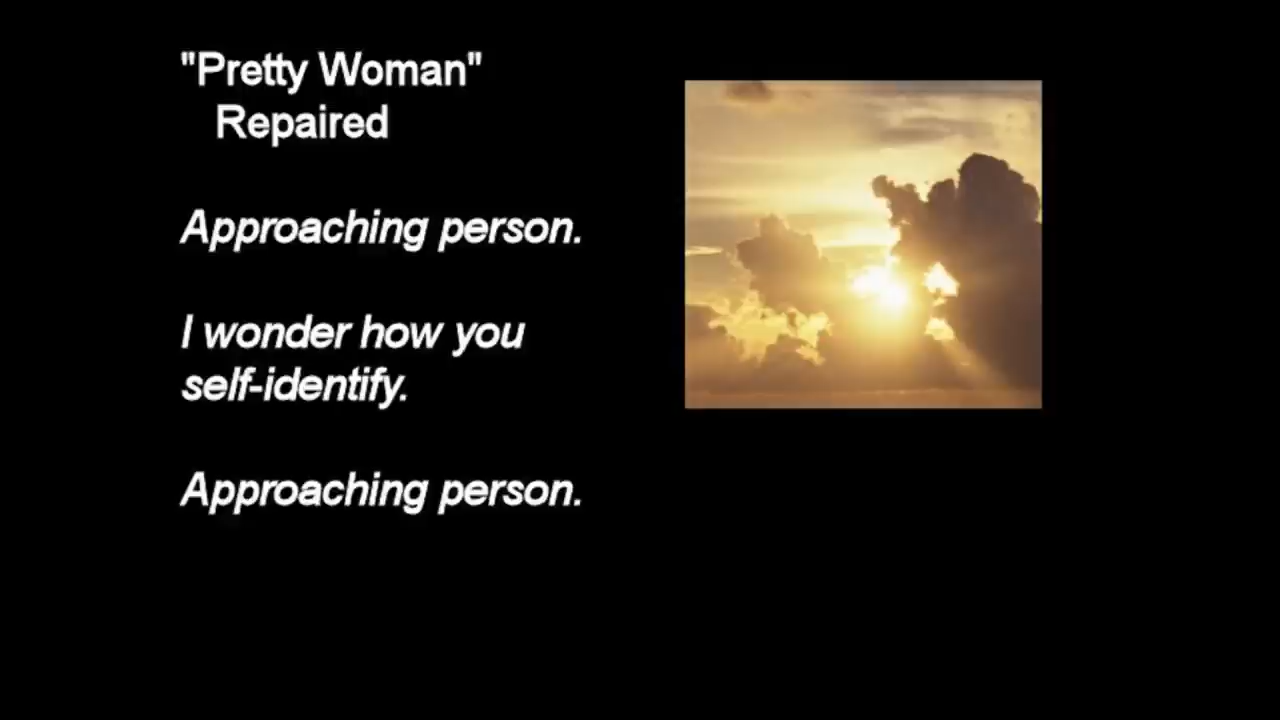 "Pretty Woman"
Repaired
Approaching person.
I wonder how you
self-identify.
Approaching person.